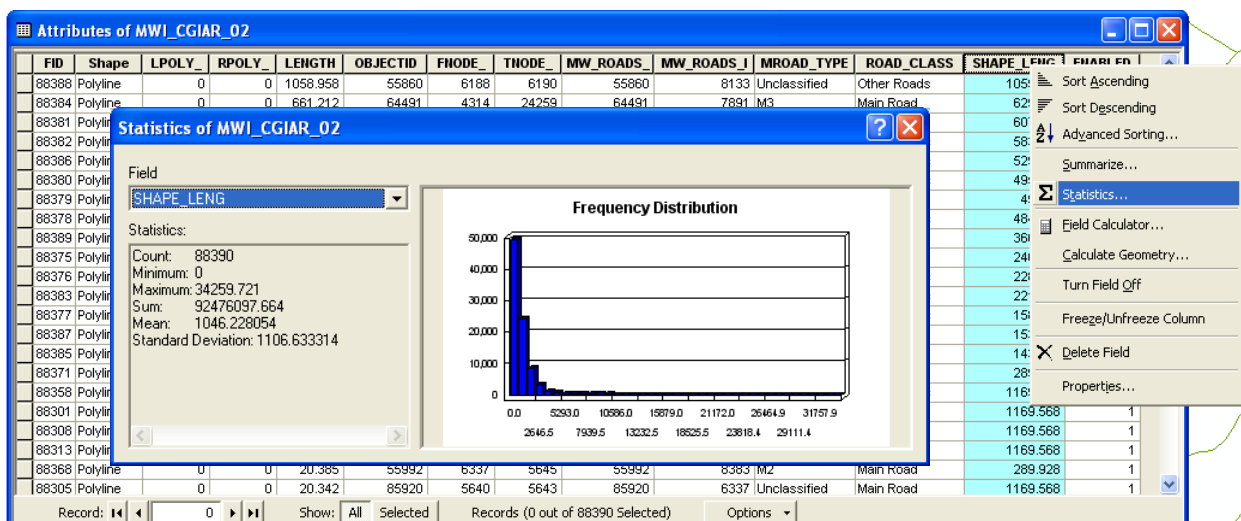 Attributes of MWI_CGIAR_02
FID Shape LPOLY_ RPOLY_ LENGTH OBJECTID FNODE_ TNODE_ MW_ROADS_ MW_ROADS_I MROAD_TYPE ROAD_CLASS SHAPE_LENG ENABLED
88388 Polyline 0 0 1058.958 55860 6188 6190 55860 8133 Unclassified Other Roads
88384 Polyline 0 0 661.212 64491 4314 24259 64491 7891 M3 Main Road
88381
88382
88386
88380
88379
88378
88389
88375
88376
88383
88377
88387
88385
88371
88358
88301 1169.568 1
88308 1169.568 1
88313 1169.568 1
88368 Polyline 0 0 20.385 55992 6337 5645 55992 8383 M2 Main Road 289.928 1
88305 Polyline 0 0 20.342 85920 5640 5643 85920 6337 Unclassified Main Road 1169.568 1
Record: 0 Show: All Selected Records (0 out of 88390 Selected) Options
Statistics of MWI_CGIAR_02
Field
SHAPE_LENG
Statistics:
Count: 88390
Minimum: 0
Maximum: 34259.721
Sum: 92476097.664
Mean: 1046.228054
Standard Deviation: 1106.633314
Frequency Distribution
50,000
40,000
30,000
20,000
10,000
0
0.0 5293.0 10586.0 15879.0 21172.0 26464.9 31757.9
2646.5 7939.5 13232.5 18525.5 23818.4 29111.4
Sort Ascending
Sort Descending
Advanced Sorting...
Summarize...
Statistics...
Field Calculator...
Calculate Geometry...
Turn Field Off
Freeze/Unfreeze Column
Delete Field
Properties...